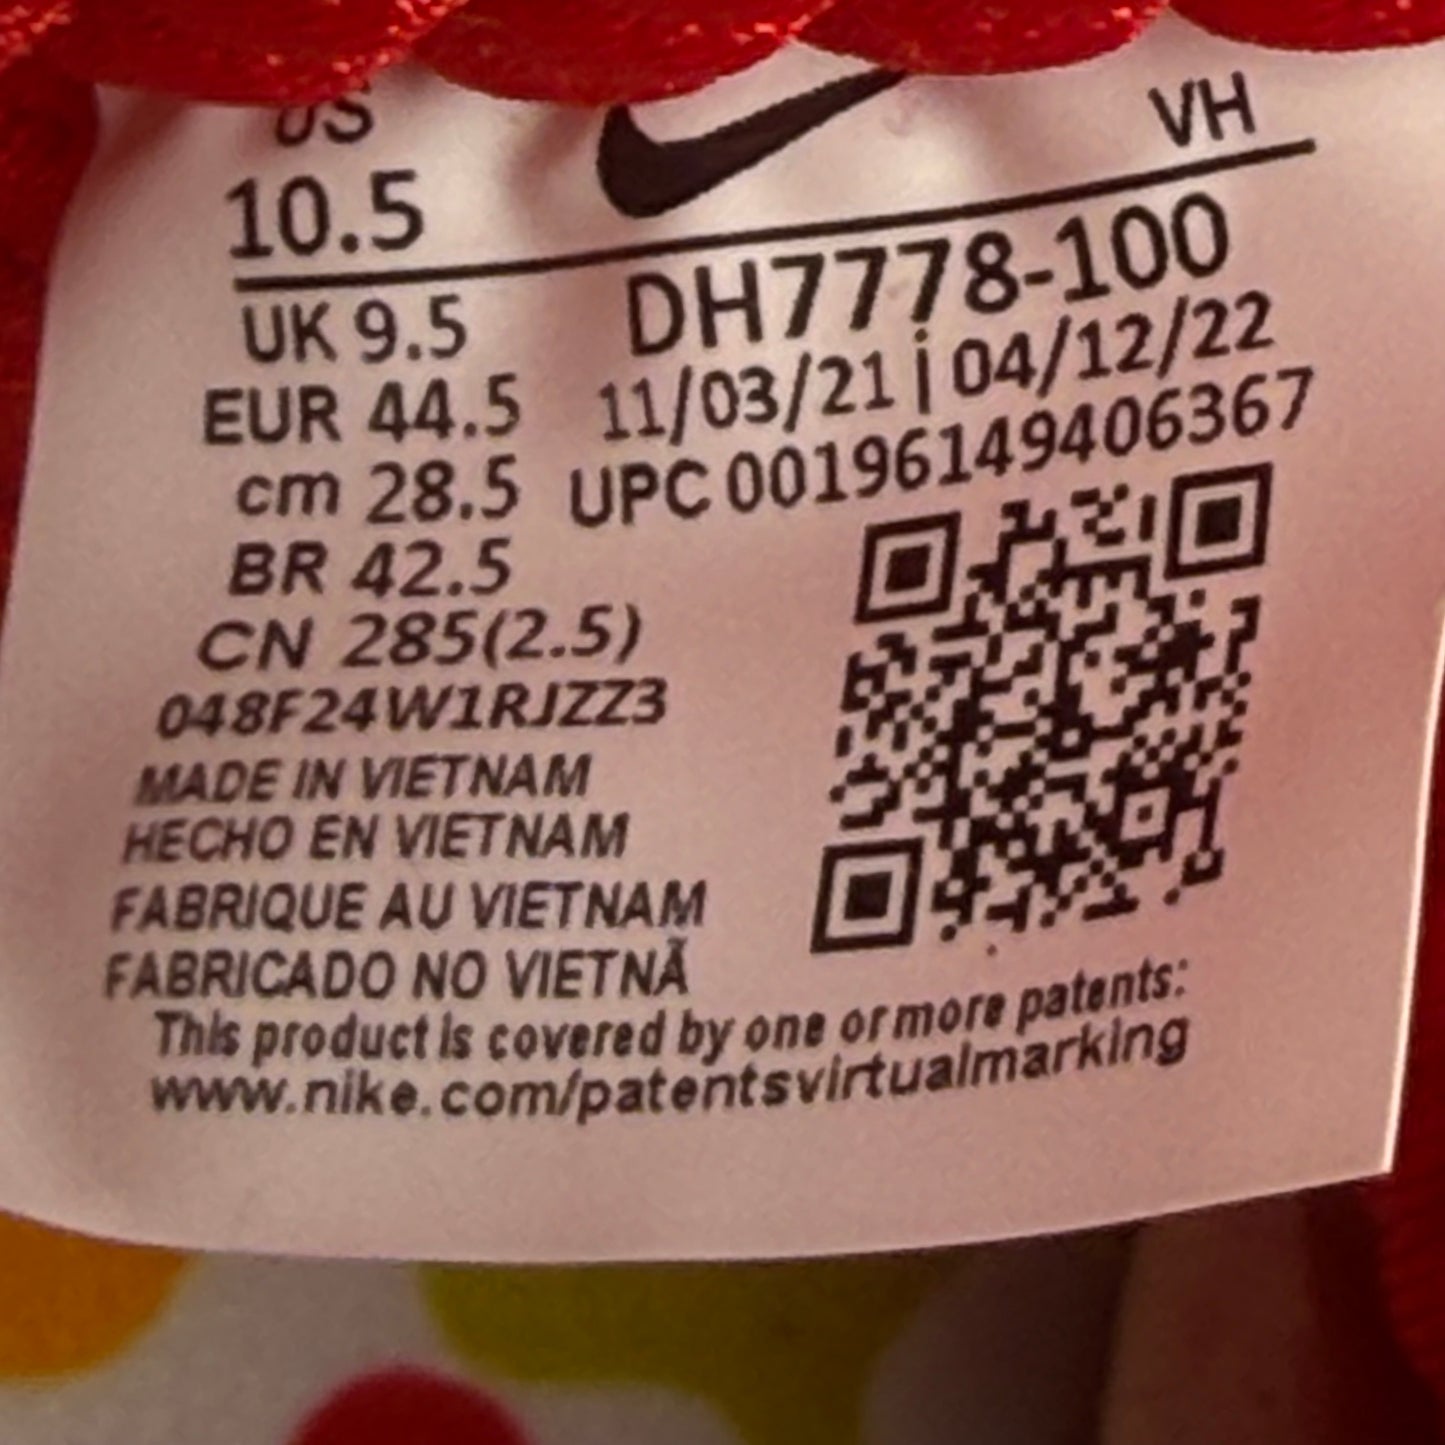 US
10.5
UK 9.5
EUR 44.5
cm 28.5
BR 42.5
CN 285(2.5)
VH
DH7778-100
11/03/21 | 04/12/22
UPC 00196149406367
048F24W1RJZZ3
MADE IN VIETNAM
HECHO EN VIETNAM
FABRIQUE AU VIETNAM
FABRICADO NO VIETNÃ
This product is covered by one or more patents:
www.nike.com/patentsvirtualmarking